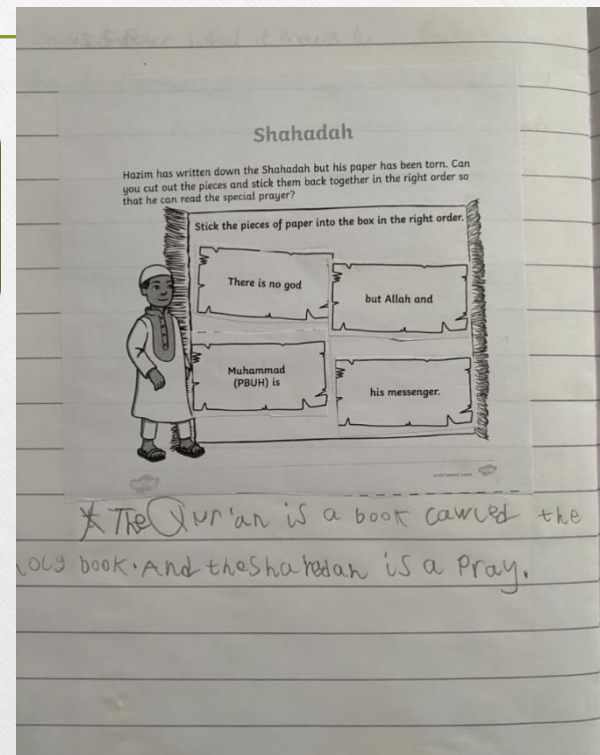 Shahadah
Hazim has written down the Shahadah but his paper has been torn. Can
you cut out the pieces and stick them back together in the right order so
that he can read the special prayer?
Stick the pieces of paper into the box in the right order.
There is no god
but Allah and
Muhammad
(PBUH) is
his messenger.
The Qur'an is a book cawled the
holy book. And the Shahedah is a Pray.